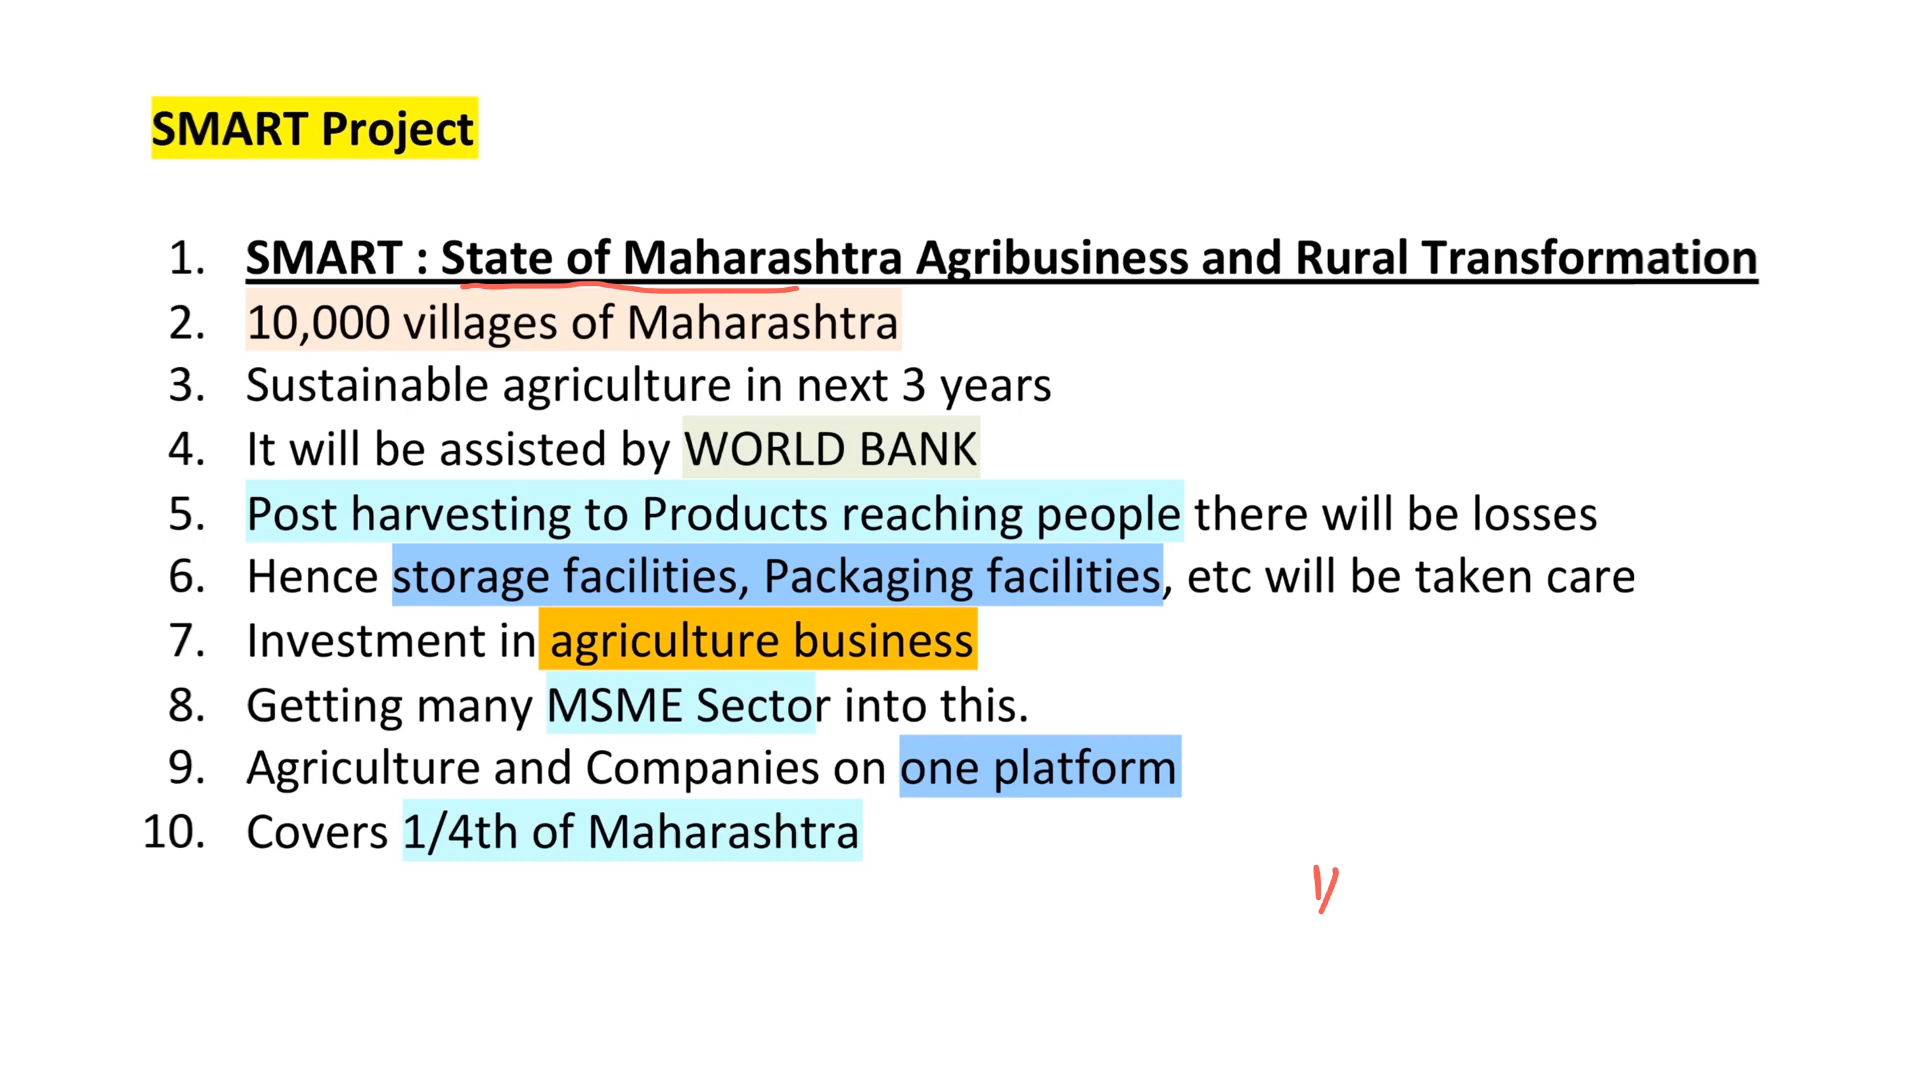 SMART Project
1. SMART : State of Maharashtra Agribusiness and Rural Transformation
2. 10,000 villages of Maharashtra
3. Sustainable agriculture in next 3 years
4. It will be assisted by WORLD BANK
5. Post harvesting to Products reaching people there will be losses
6. Hence storage facilities, Packaging facilities, etc will be taken care
7. Investment in agriculture business
8. Getting many MSME Sector into this.
9. Agriculture and Companies on one platform
10. Covers 1/4th of Maharashtra